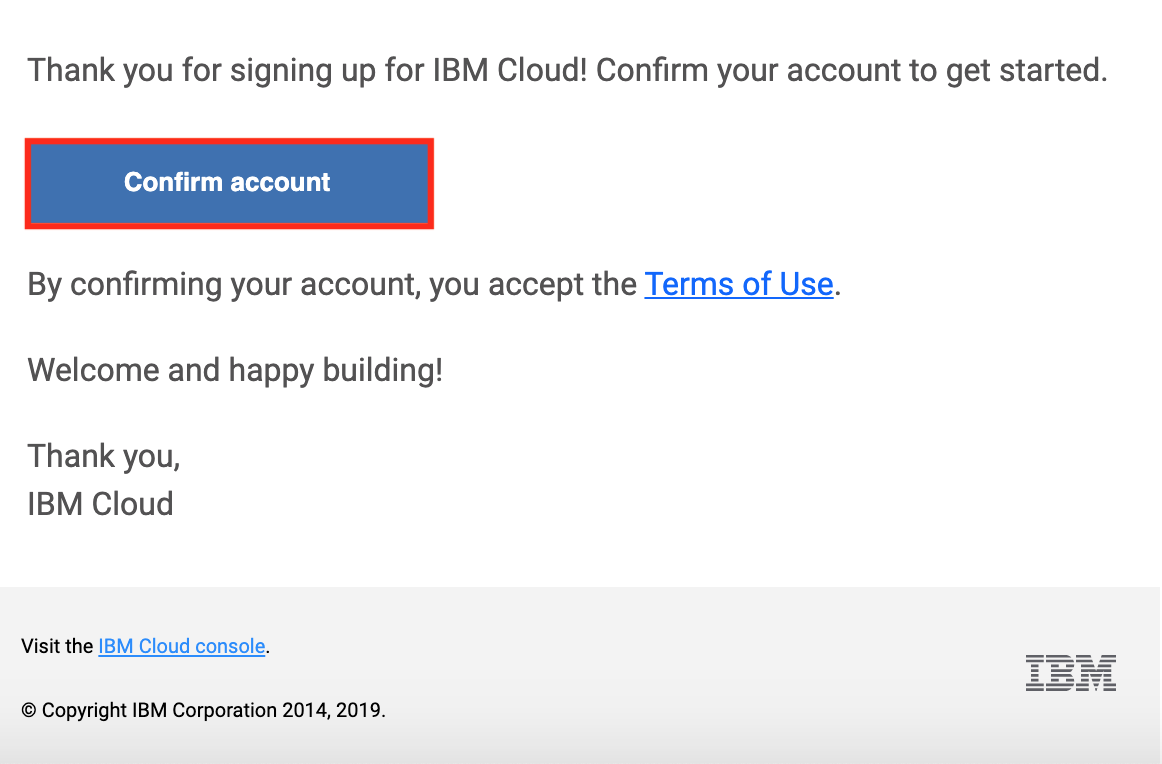 Thank you for signing up for IBM Cloud! Confirm your account to get started.
Confirm account
By confirming your account, you accept the Terms of Use.
Welcome and happy building!
Thank you,
IBM Cloud
Visit the IBM Cloud console.
IBM
© Copyright IBM Corporation 2014, 2019.